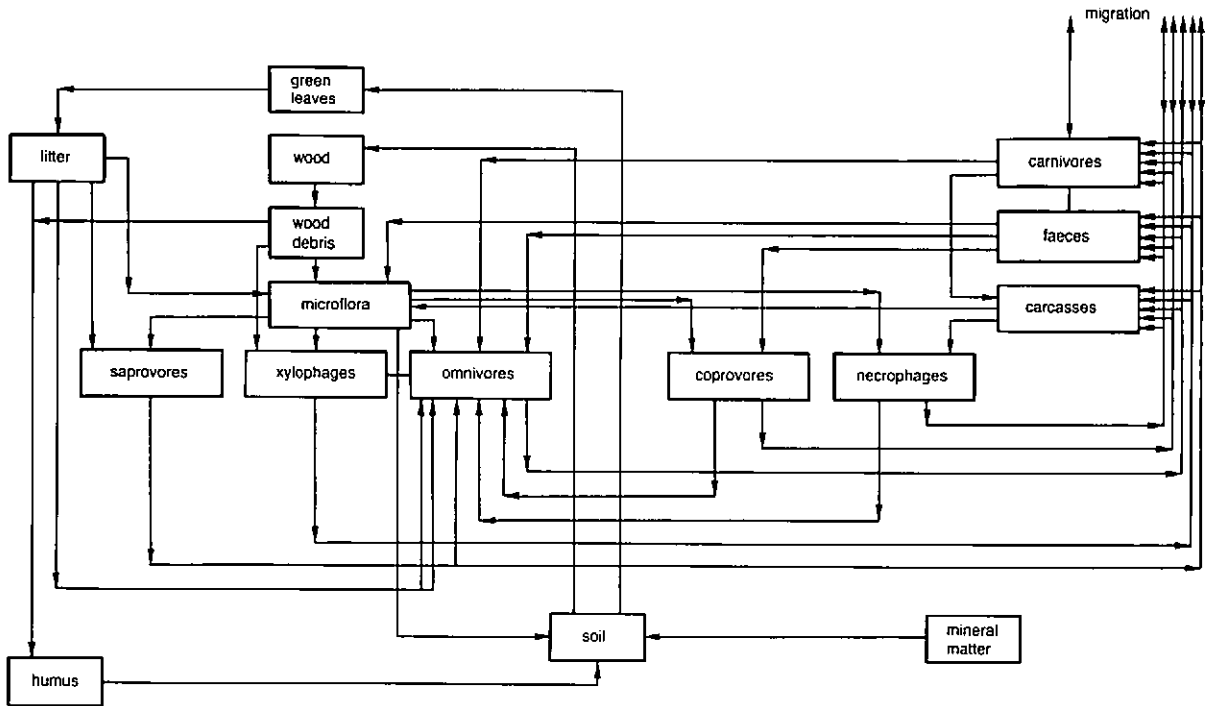 migration
green
leaves
litter
wood
carnivores
wood
debris
faeces
microflora
carcasses
saprovores
xylophages
omnivores
coprovores
necrophages
soil
mineral
matter
humus